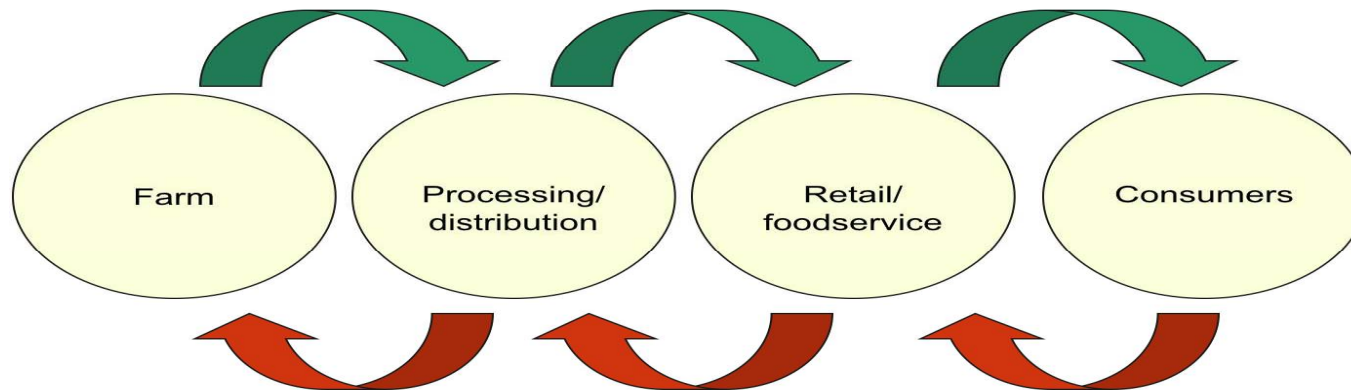 Farm
Processing/
distribution
Retail/
foodservice
Consumers